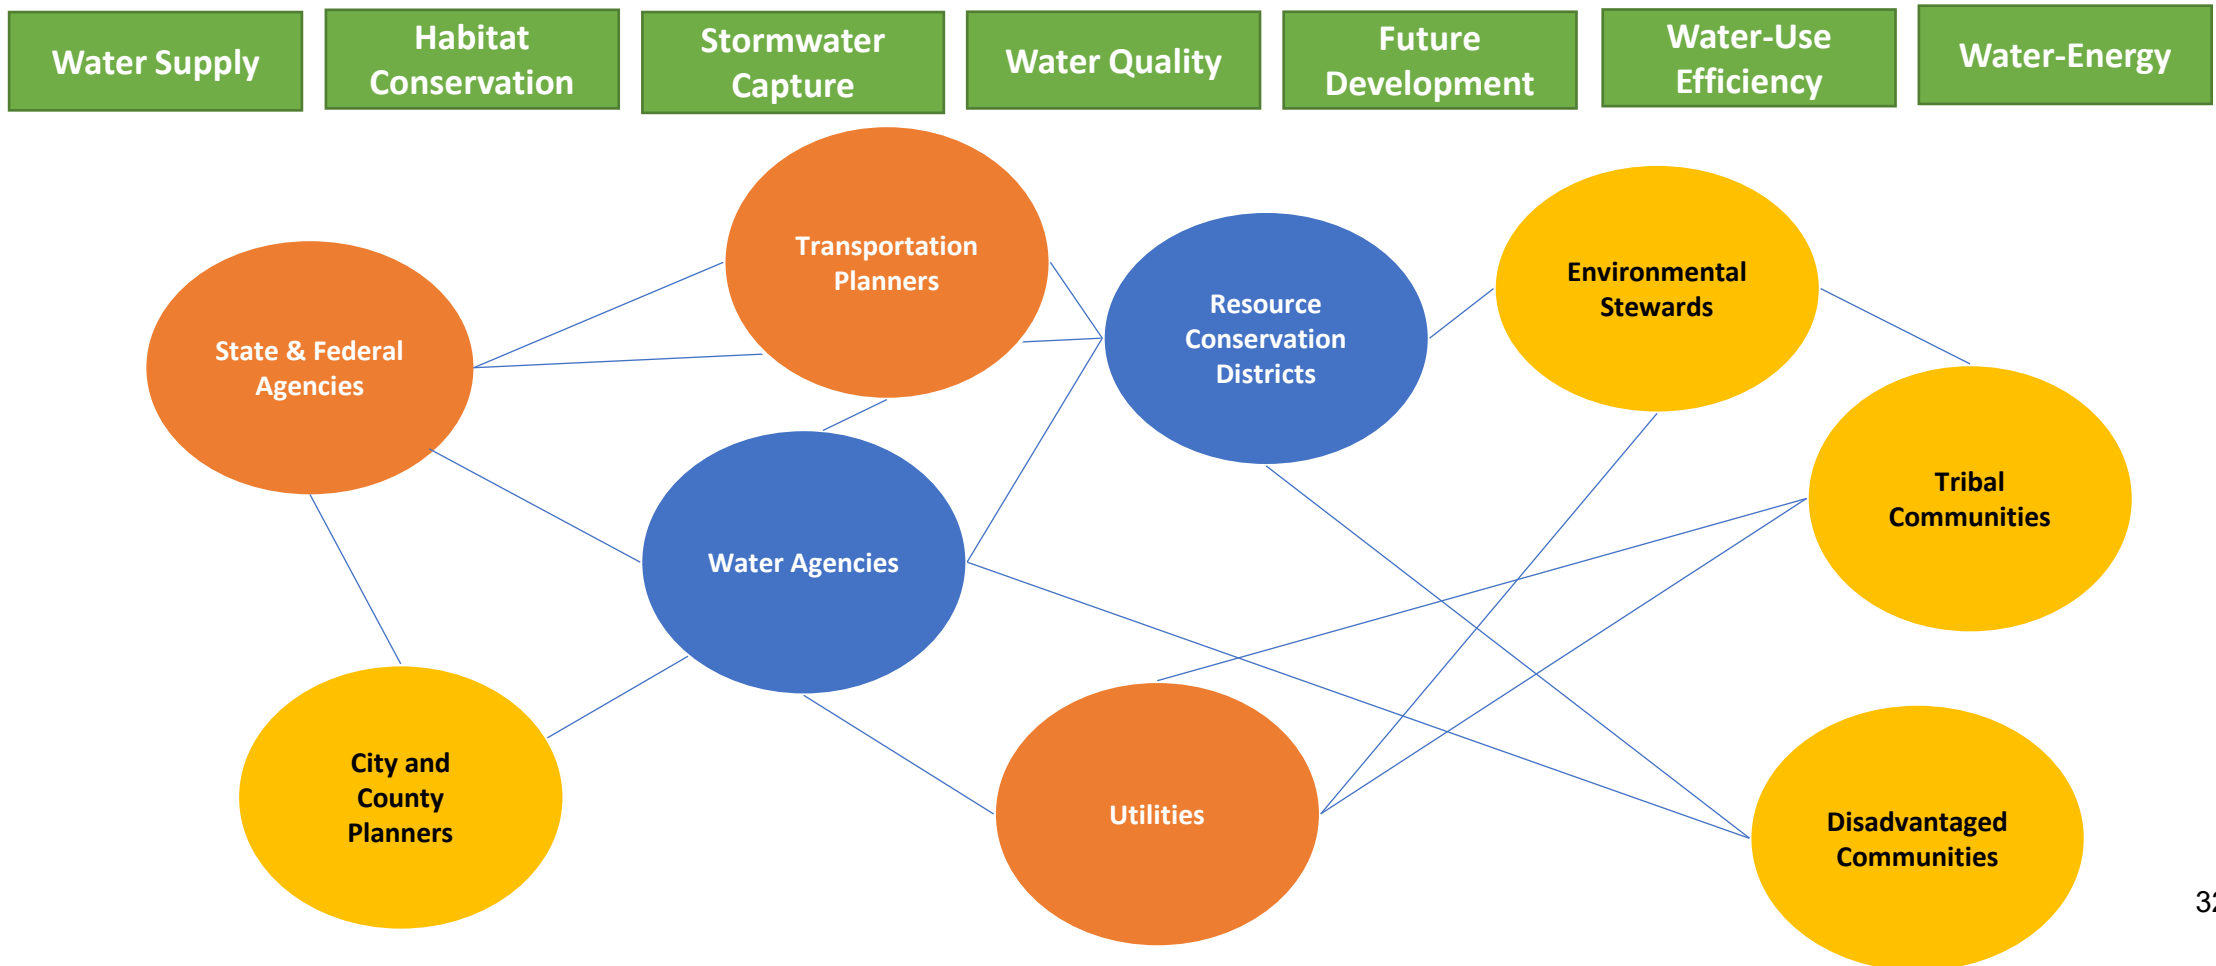 Water Supply
Habitat
Conservation
Stormwater
Capture
Water Quality
Future
Development
Water-Use
Efficiency
Water-Energy
Transportation
Planners
State & Federal
Agencies
Resource
Conservation
Districts
Environmental
Stewards
Tribal
Communities
Water Agencies
City and
County
Planners
Utilities
Disadvantaged
Communities
32